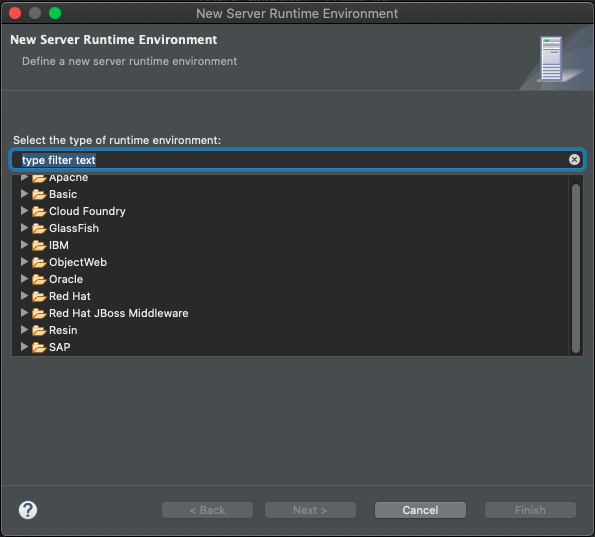 New Server Runtime Environment
New Server Runtime Environment
Define a new server runtime environment
Select the type of runtime environment:
type filter text
Apache
Basic
Cloud Foundry
GlassFish
IBM
ObjectWeb
Oracle
Red Hat
Red Hat JBoss Middleware
Resin
SAP
? < Back Next > Cancel Finish